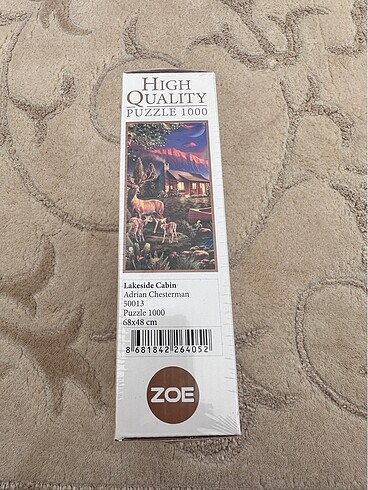 HIGH
QUALITY
PUZZLE 1000
Lakeside Cabin
Adrian Chesterman
50013
Puzzle 1000
68x48 cm
8 681842 264052
ZOE